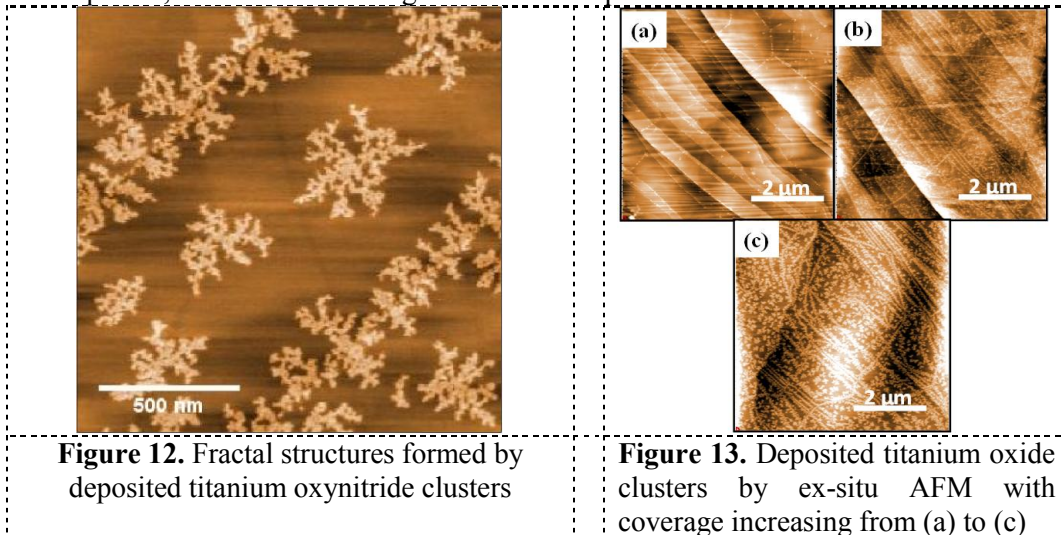 (a)
(b)
2 μm
2 μm
(c)
500 nm
2 μm
Figure 12. Fractal structures formed by
deposited titanium oxynitride clusters
Figure 13. Deposited titanium oxide
clusters by ex-situ AFM with
coverage increasing from (a) to (c)